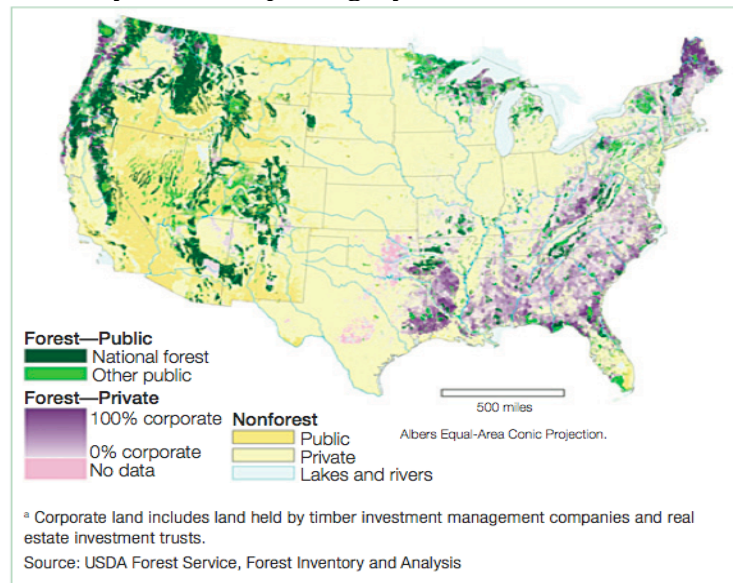 Forest—Public
National forest
Other public
Forest—Private
100% corporate
0% corporate
No data
Nonforest
Public
Private
Lakes and rivers
500 miles
Albers Equal-Area Conic Projection.
ᵃ Corporate land includes land held by timber investment management companies and real
estate investment trusts.
Source: USDA Forest Service, Forest Inventory and Analysis